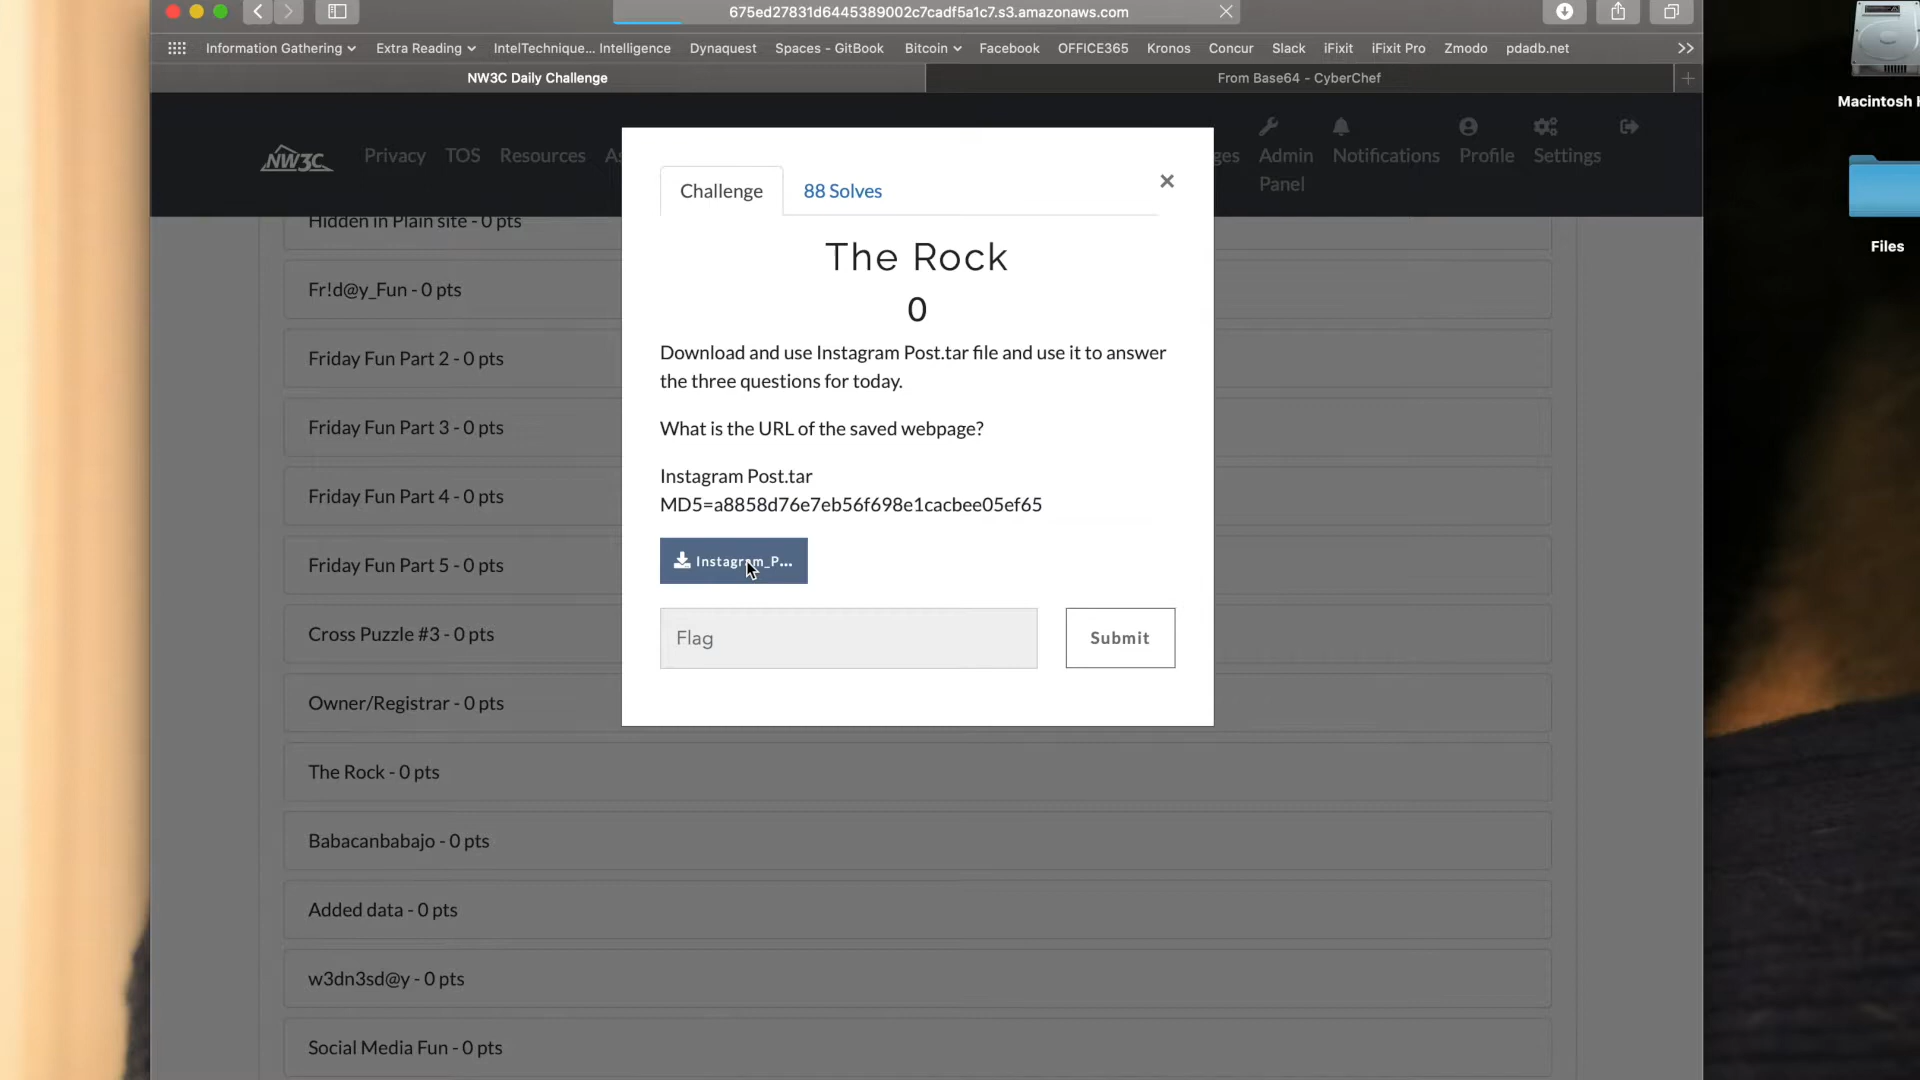 675ed27831d6445389002c7cadf5a1c7.s3.amazonaws.com
Information Gathering Extra Reading IntelTechnique... Intelligence Dynaquest Spaces - GitBook Bitcoin Facebook OFFICE365 Kronos Concur Slack iFixit iFixit Pro Zmodo pdadb.net
NW3C Daily Challenge From Base64 - CyberChef
Macintosh
NW3C Privacy TOS Resources Admin Panel Notifications Profile Settings
Files
Challenge 88 Solves
The Rock
0
Download and use Instagram Post.tar file and use it to answer
the three questions for today.
What is the URL of the saved webpage?
Instagram Post.tar
MD5=a8858d76e7eb56f698e1cacbee05ef65
Instagram_P...
Flag Submit
Hidden in Plain site - 0 pts
Fr!d@y_Fun - 0 pts
Friday Fun Part 2 - 0 pts
Friday Fun Part 3 - 0 pts
Friday Fun Part 4 - 0 pts
Friday Fun Part 5 - 0 pts
Cross Puzzle #3 - 0 pts
Owner/Registrar - 0 pts
The Rock - 0 pts
Babacanbabajo - 0 pts
Added data - 0 pts
w3dn3sd@y - 0 pts
Social Media Fun - 0 pts